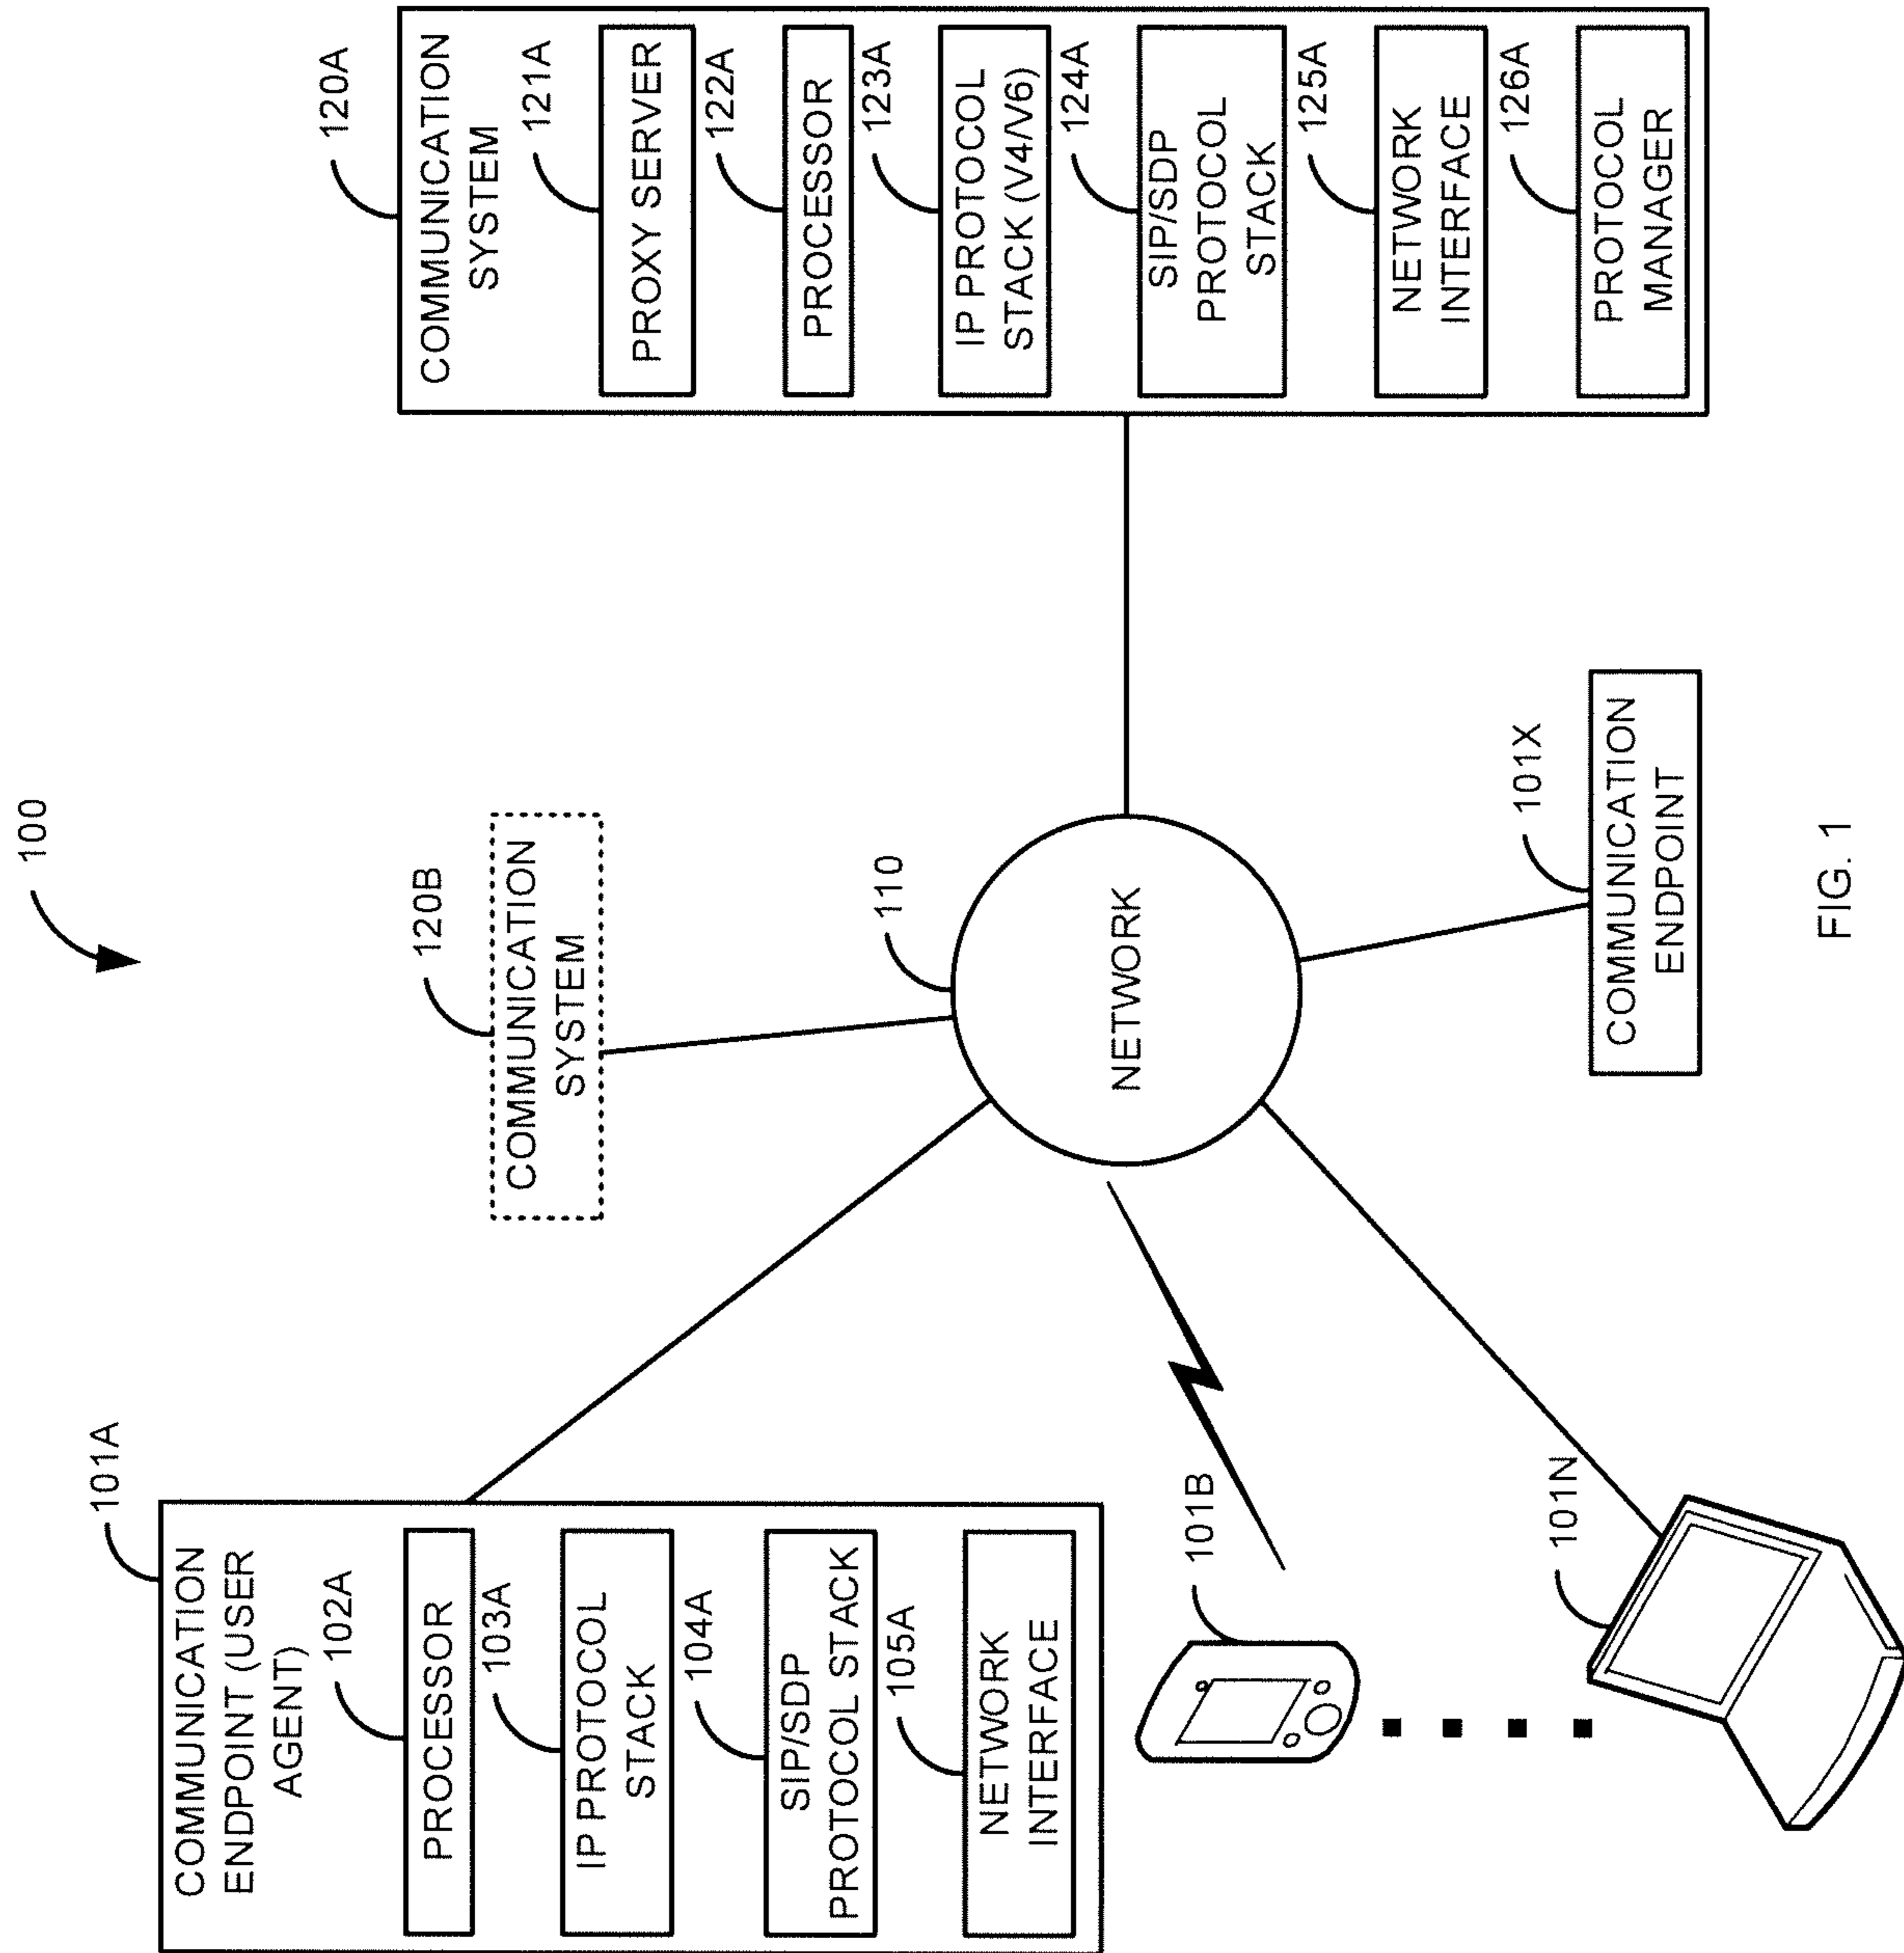 100
101A
COMMUNICATION
ENDPOINT (USER
AGENT)
102A
PROCESSOR
103A
IP PROTOCOL
STACK
104A
SIP/SDP
PROTOCOL STACK
105A
NETWORK
INTERFACE
101B
101N
120B
COMMUNICATION
SYSTEM
110
NETWORK
101X
COMMUNICATION
ENDPOINT
120A
COMMUNICATION
SYSTEM
121A
PROXY SERVER
122A
PROCESSOR
123A
IP PROTOCOL
STACK (V4/V6)
124A
SIP/SDP
PROTOCOL
STACK
125A
NETWORK
INTERFACE
126A
PROTOCOL
MANAGER
FIG. 1